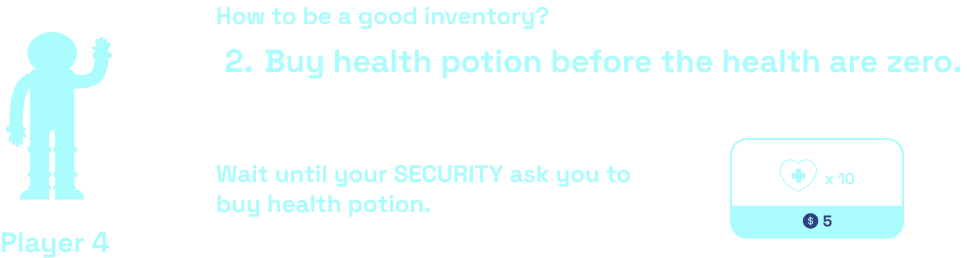 How to be a good inventory?
2. Buy health potion before the health are zero.
Wait until your SECURITY ask you to
buy health potion.
x 10
$ 5
Player 4